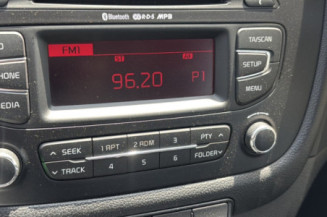 Bluetooth R·D·S MP3
FM1
TA/SCAN
96.20 P1
PHONE
SETUP
MEDIA
MENU
SEEK 1 RPT 2 RDM 3 PTY
TRACK 4 5 6 FOLDER